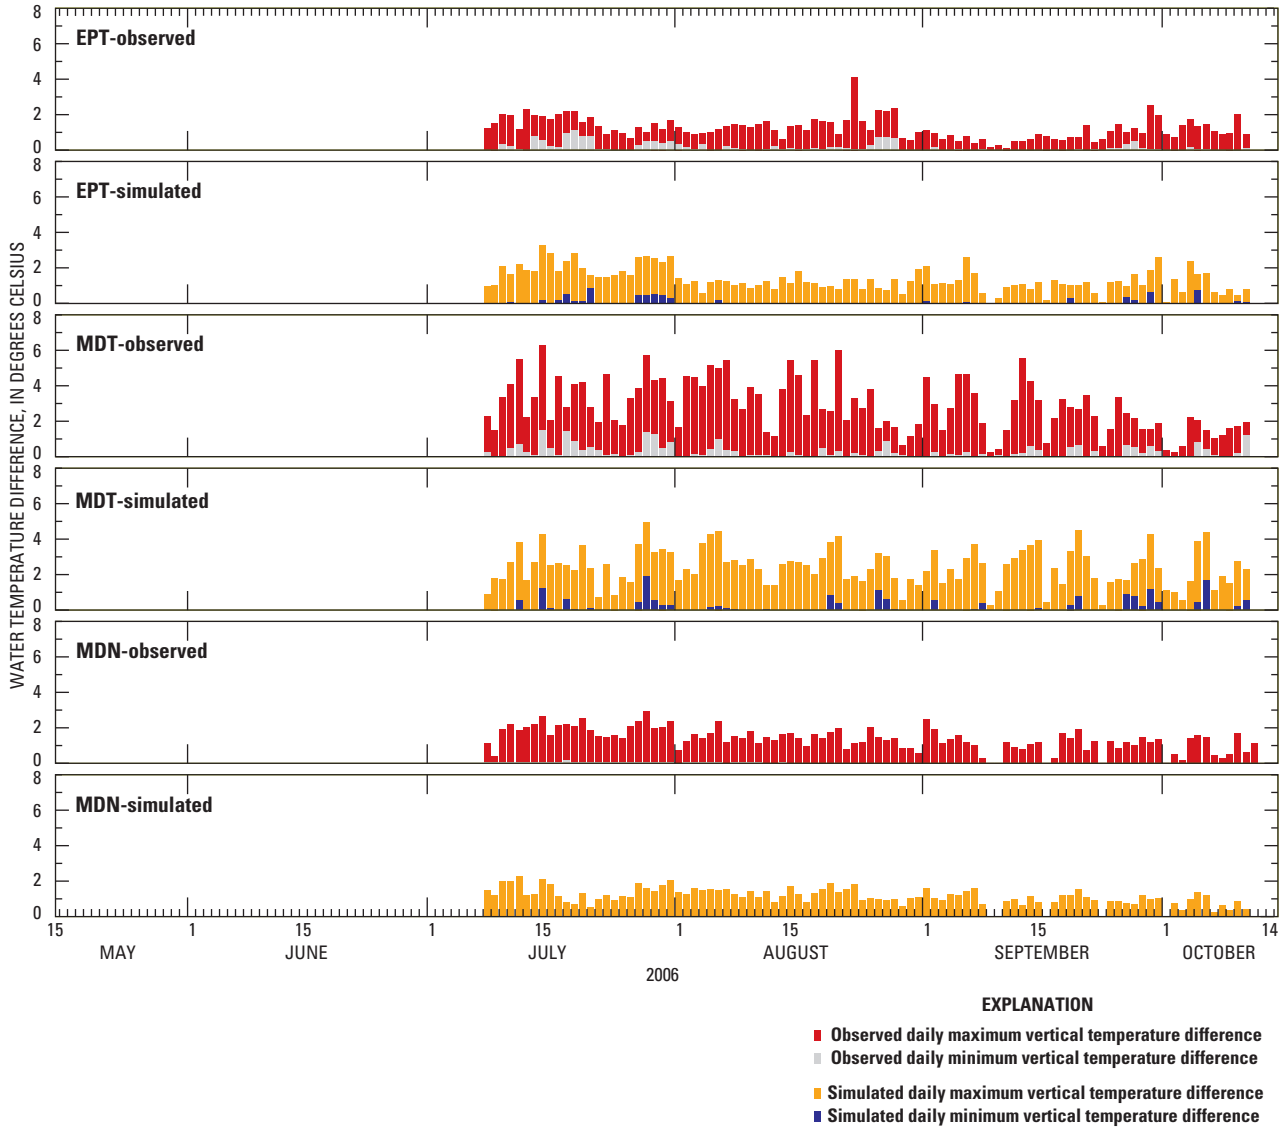 WATER TEMPERATURE DIFFERENCE, IN DEGREES CELSIUS
8
6
4
2
0
EPT-observed
8
6
4
2
0
EPT-simulated
8
6
4
2
0
MDT-observed
8
6
4
2
0
MDT-simulated
8
6
4
2
0
MDN-observed
8
6
4
2
0
MDN-simulated
15 1 15 1 15 1 15 1 15 1 14
MAY JUNE JULY AUGUST SEPTEMBER OCTOBER
2006
EXPLANATION
Observed daily maximum vertical temperature difference
Observed daily minimum vertical temperature difference
Simulated daily maximum vertical temperature difference
Simulated daily minimum vertical temperature difference